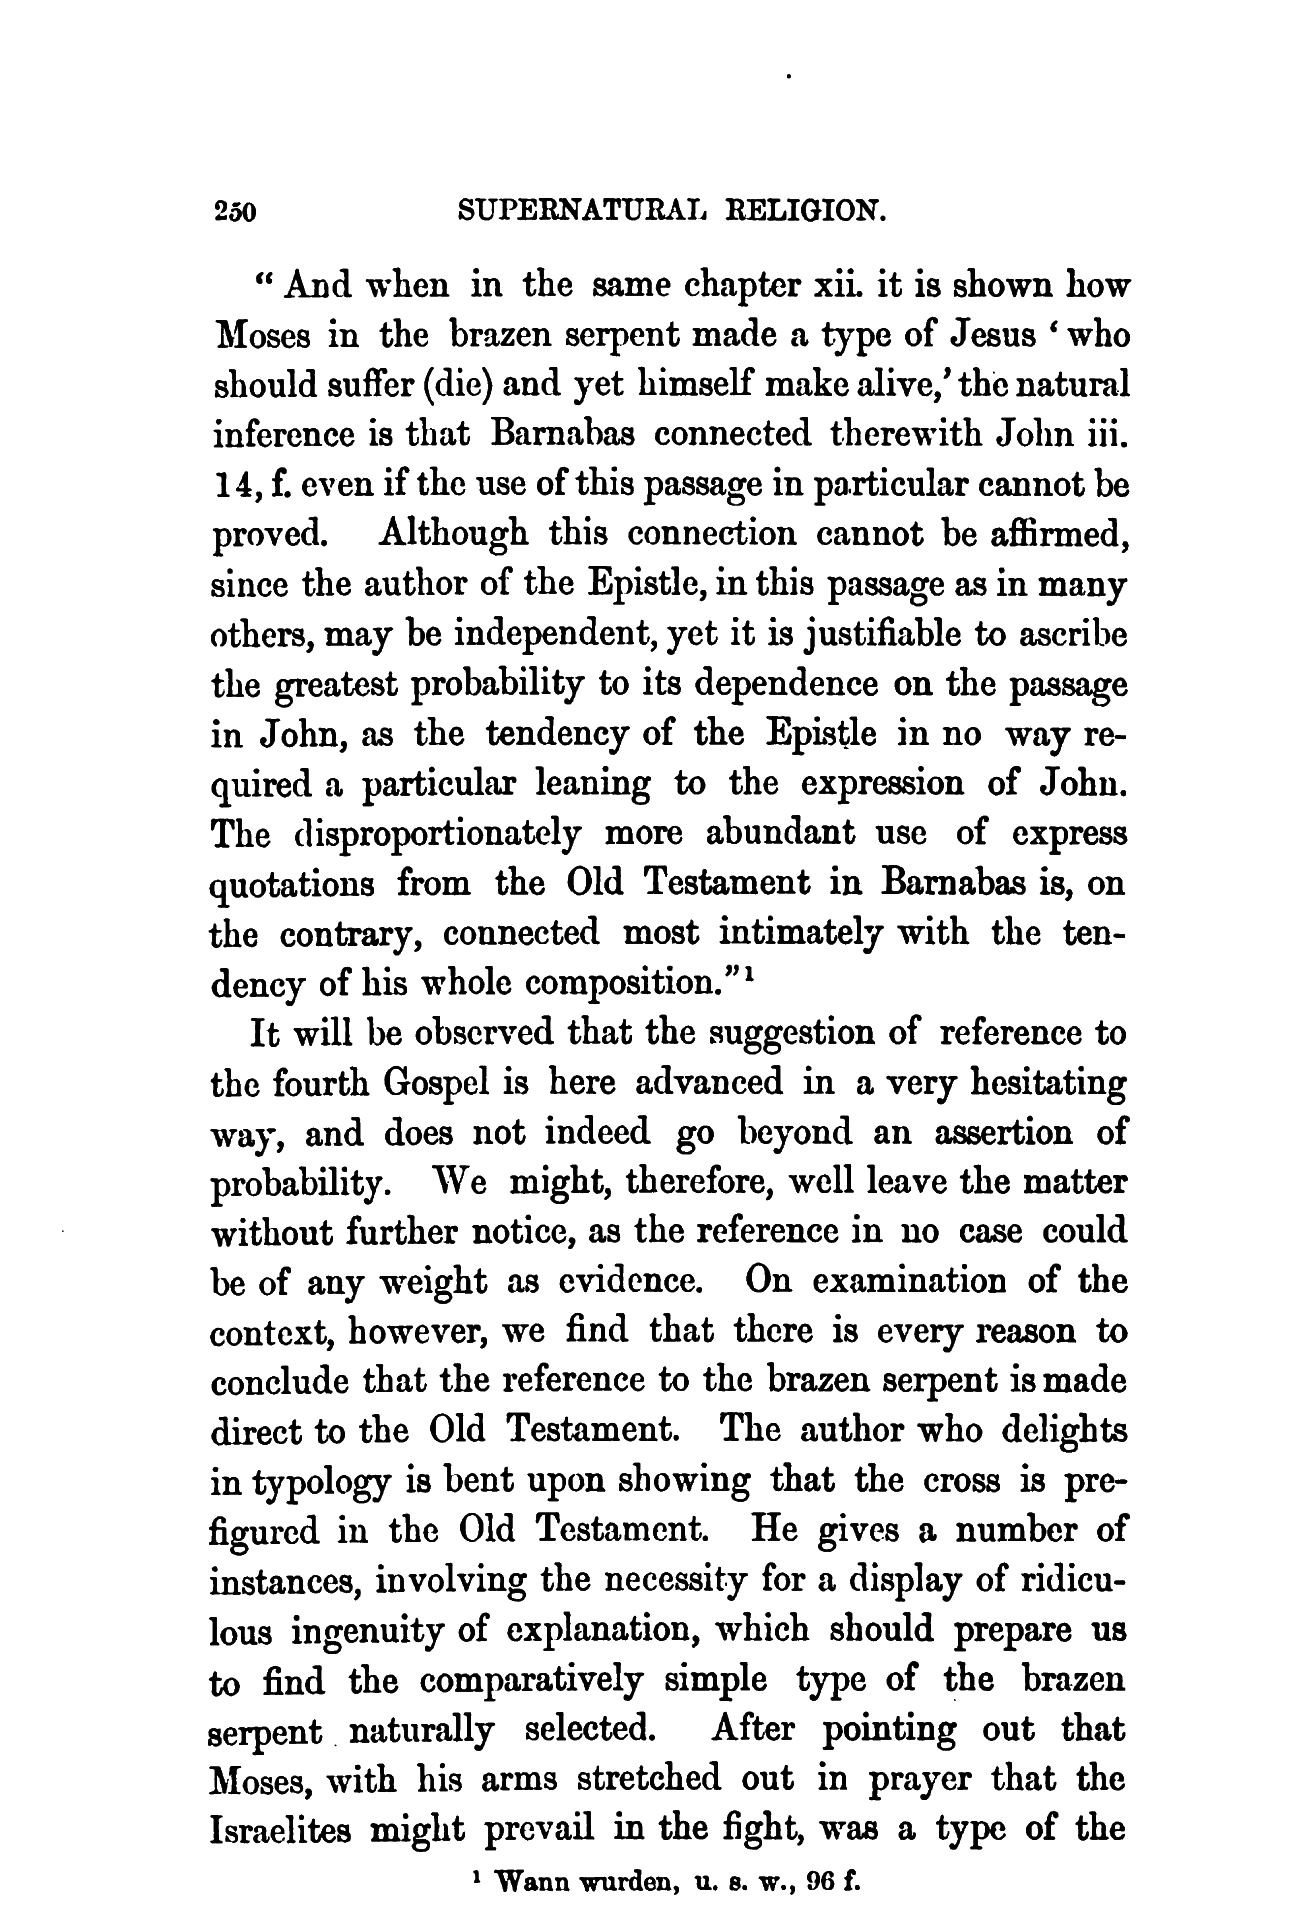 250 SUPERNATURAL RELIGION.
“ And when in the same chapter xii. it is shown how
Moses in the brazen serpent made a type of Jesus ‘ who
should suffer (die) and yet himself make alive,’ the natural
inference is that Barnabas connected therewith John iii.
14, f. even if the use of this passage in particular cannot be
proved. Although this connection cannot be affirmed,
since the author of the Epistle, in this passage as in many
others, may be independent, yet it is justifiable to ascribe
the greatest probability to its dependence on the passage
in John, as the tendency of the Epistle in no way re-
quired a particular leaning to the expression of John.
The disproportionately more abundant use of express
quotations from the Old Testament in Barnabas is, on
the contrary, connected most intimately with the ten-
dency of his whole composition.”¹
It will be observed that the suggestion of reference to
the fourth Gospel is here advanced in a very hesitating
way, and does not indeed go beyond an assertion of
probability. We might, therefore, well leave the matter
without further notice, as the reference in no case could
be of any weight as evidence. On examination of the
context, however, we find that there is every reason to
conclude that the reference to the brazen serpent is made
direct to the Old Testament. The author who delights
in typology is bent upon showing that the cross is pre-
figured in the Old Testament. He gives a number of
instances, involving the necessity for a display of ridicu-
lous ingenuity of explanation, which should prepare us
to find the comparatively simple type of the brazen
serpent naturally selected. After pointing out that
Moses, with his arms stretched out in prayer that the
Israelites might prevail in the fight, was a type of the
¹ Wann wurden, u. s. w., 96 f.